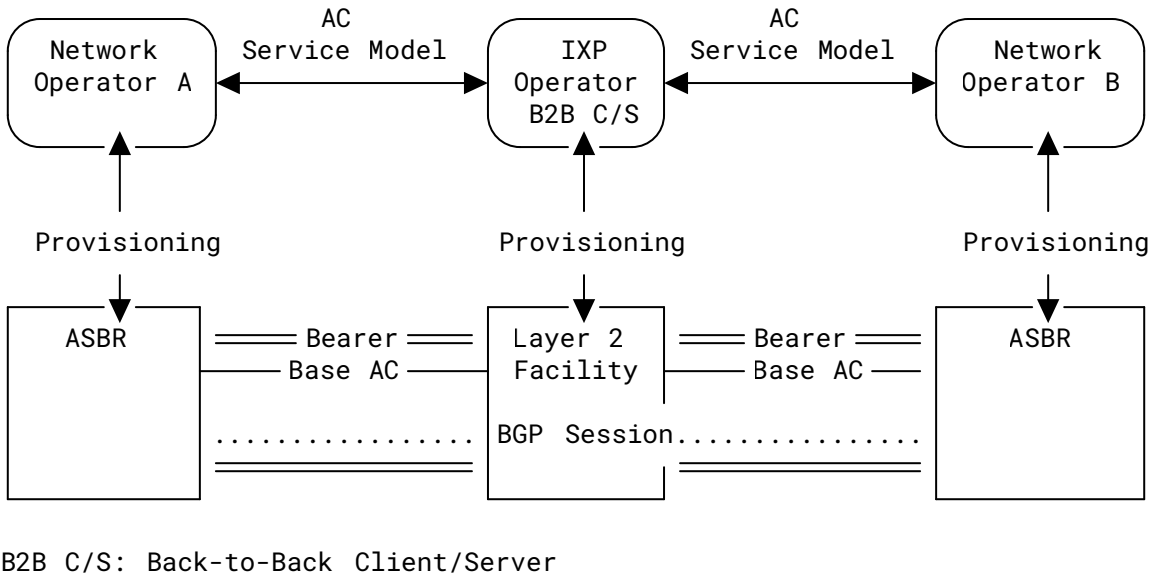 AC AC
Network Service Model IXP Service Model Network
Operator A Operator Operator B
B2B C/S
Provisioning Provisioning Provisioning
ASBR Bearer Layer 2 Bearer ASBR
Base AC Facility Base AC
................. BGP Session................
B2B C/S: Back-to-Back Client/Server